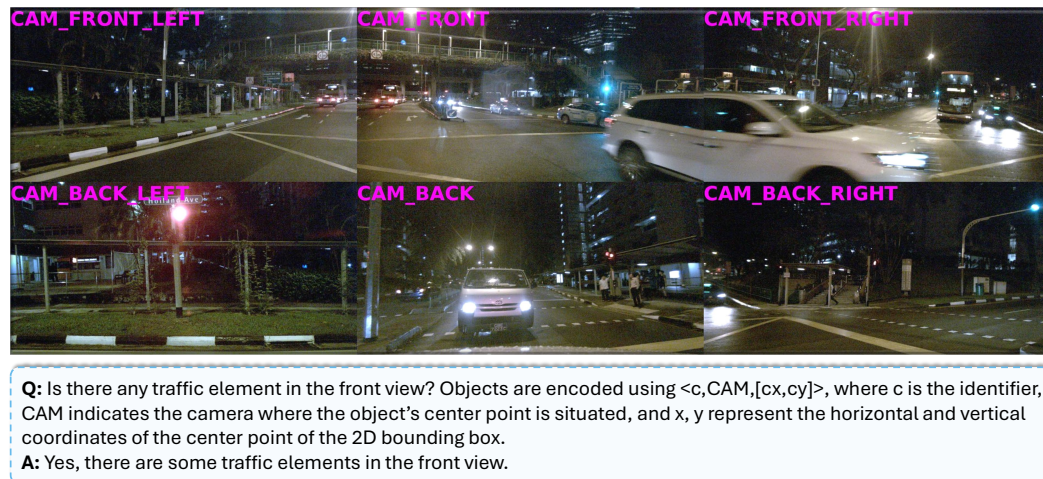 CAM_FRONT_LEFT
CAM_FRONT
CAM_FRONT_RIGHT
CAM_BACK_LEFT
CAM_BACK
CAM_BACK_RIGHT
Q: Is there any traffic element in the front view? Objects are encoded using <c,CAM,[cx,cy]>, where c is the identifier,
CAM indicates the camera where the object's center point is situated, and x, y represent the horizontal and vertical
coordinates of the center point of the 2D bounding box.
A: Yes, there are some traffic elements in the front view.